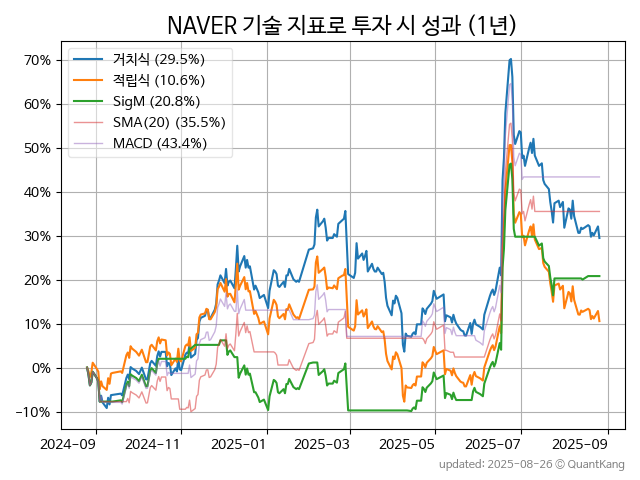 NAVER 기술 지표로 투자 시 성과 (1년)
70%
60%
50%
40%
30%
20%
10%
0%
−10%
거치식 (29.5%)
적립식 (10.6%)
SigM (20.8%)
SMA(20) (35.5%)
MACD (43.4%)
2024-09 2024-11 2025-01 2025-03 2025-05 2025-07 2025-09
updated: 2025-08-26 © QuantKang